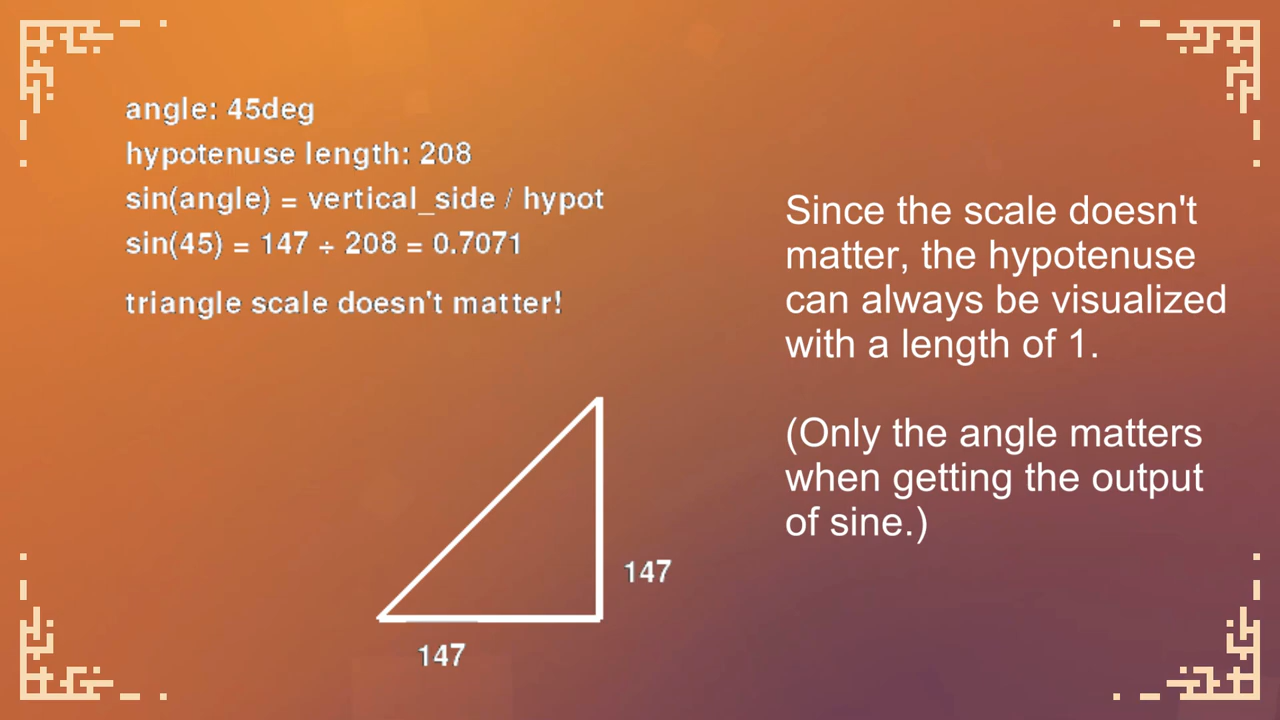 angle: 45deg
hypotenuse length: 208
sin(angle) = vertical_side / hypot
sin(45) = 147 ÷ 208 = 0.7071
triangle scale doesn't matter!
147
147
Since the scale doesn't
matter, the hypotenuse
can always be visualized
with a length of 1.
(Only the angle matters
when getting the output
of sine.)